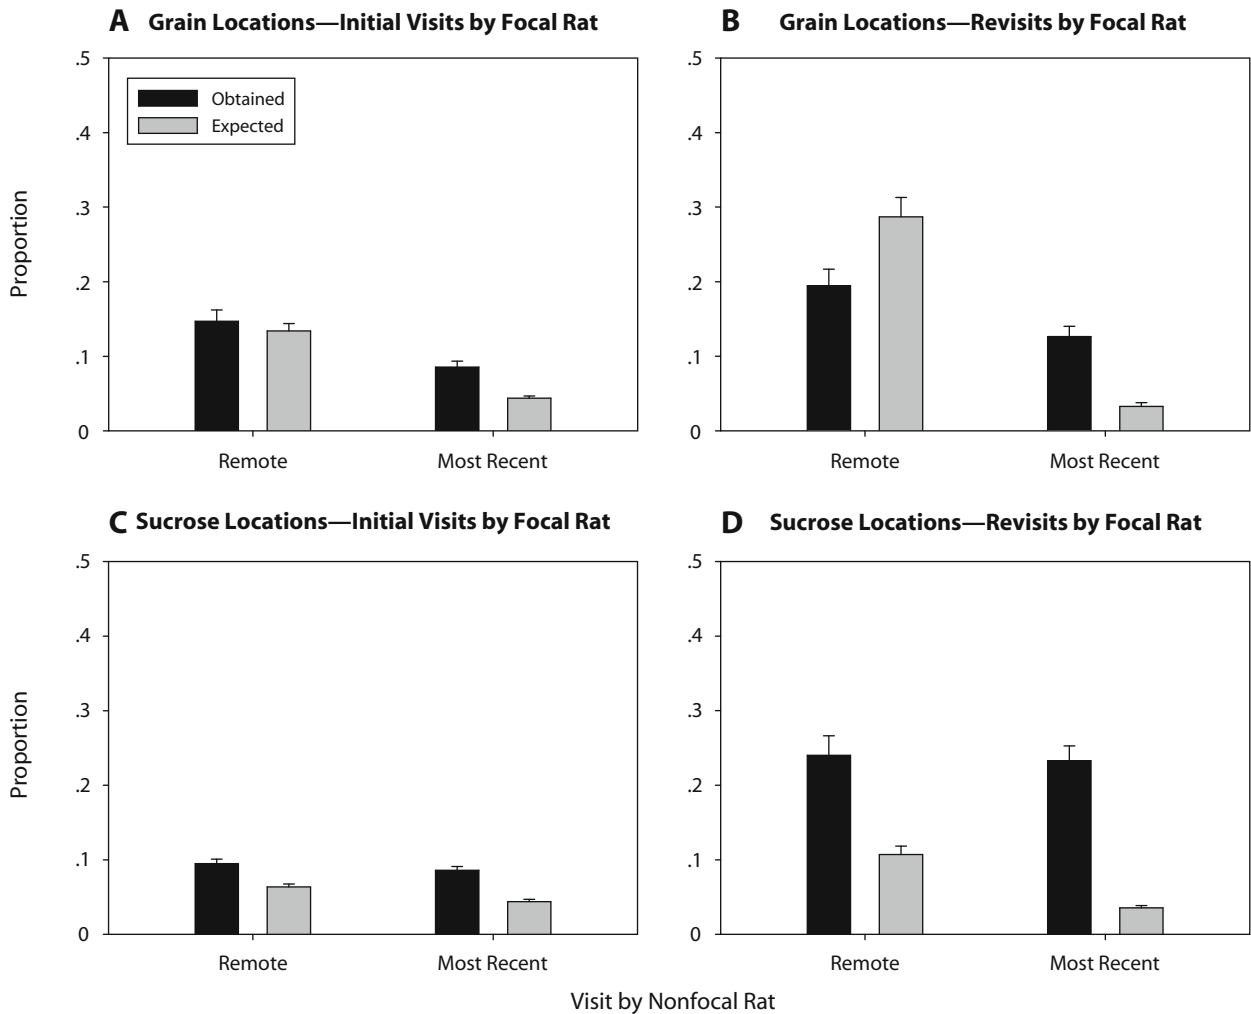 A Grain Locations—Initial Visits by Focal Rat
.5
.4
.3
.2
.1
0
Proportion
Obtained
Expected
Remote
Most Recent
B Grain Locations—Revisits by Focal Rat
.5
.4
.3
.2
.1
0
Remote
Most Recent
C Sucrose Locations—Initial Visits by Focal Rat
.5
.4
.3
.2
.1
0
Proportion
Remote
Most Recent
D Sucrose Locations—Revisits by Focal Rat
.5
.4
.3
.2
.1
0
Remote
Most Recent
Visit by Nonfocal Rat